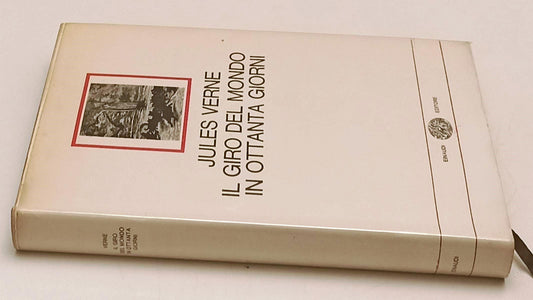 JULES VERNE
IL GIRO DEL MONDO
IN OTTANTA GIORNI
EINAUDI
EDITORE
VERNE
IL GIRO
DEL MONDO
IN OTTANTA
GIORNI
EINAUDI